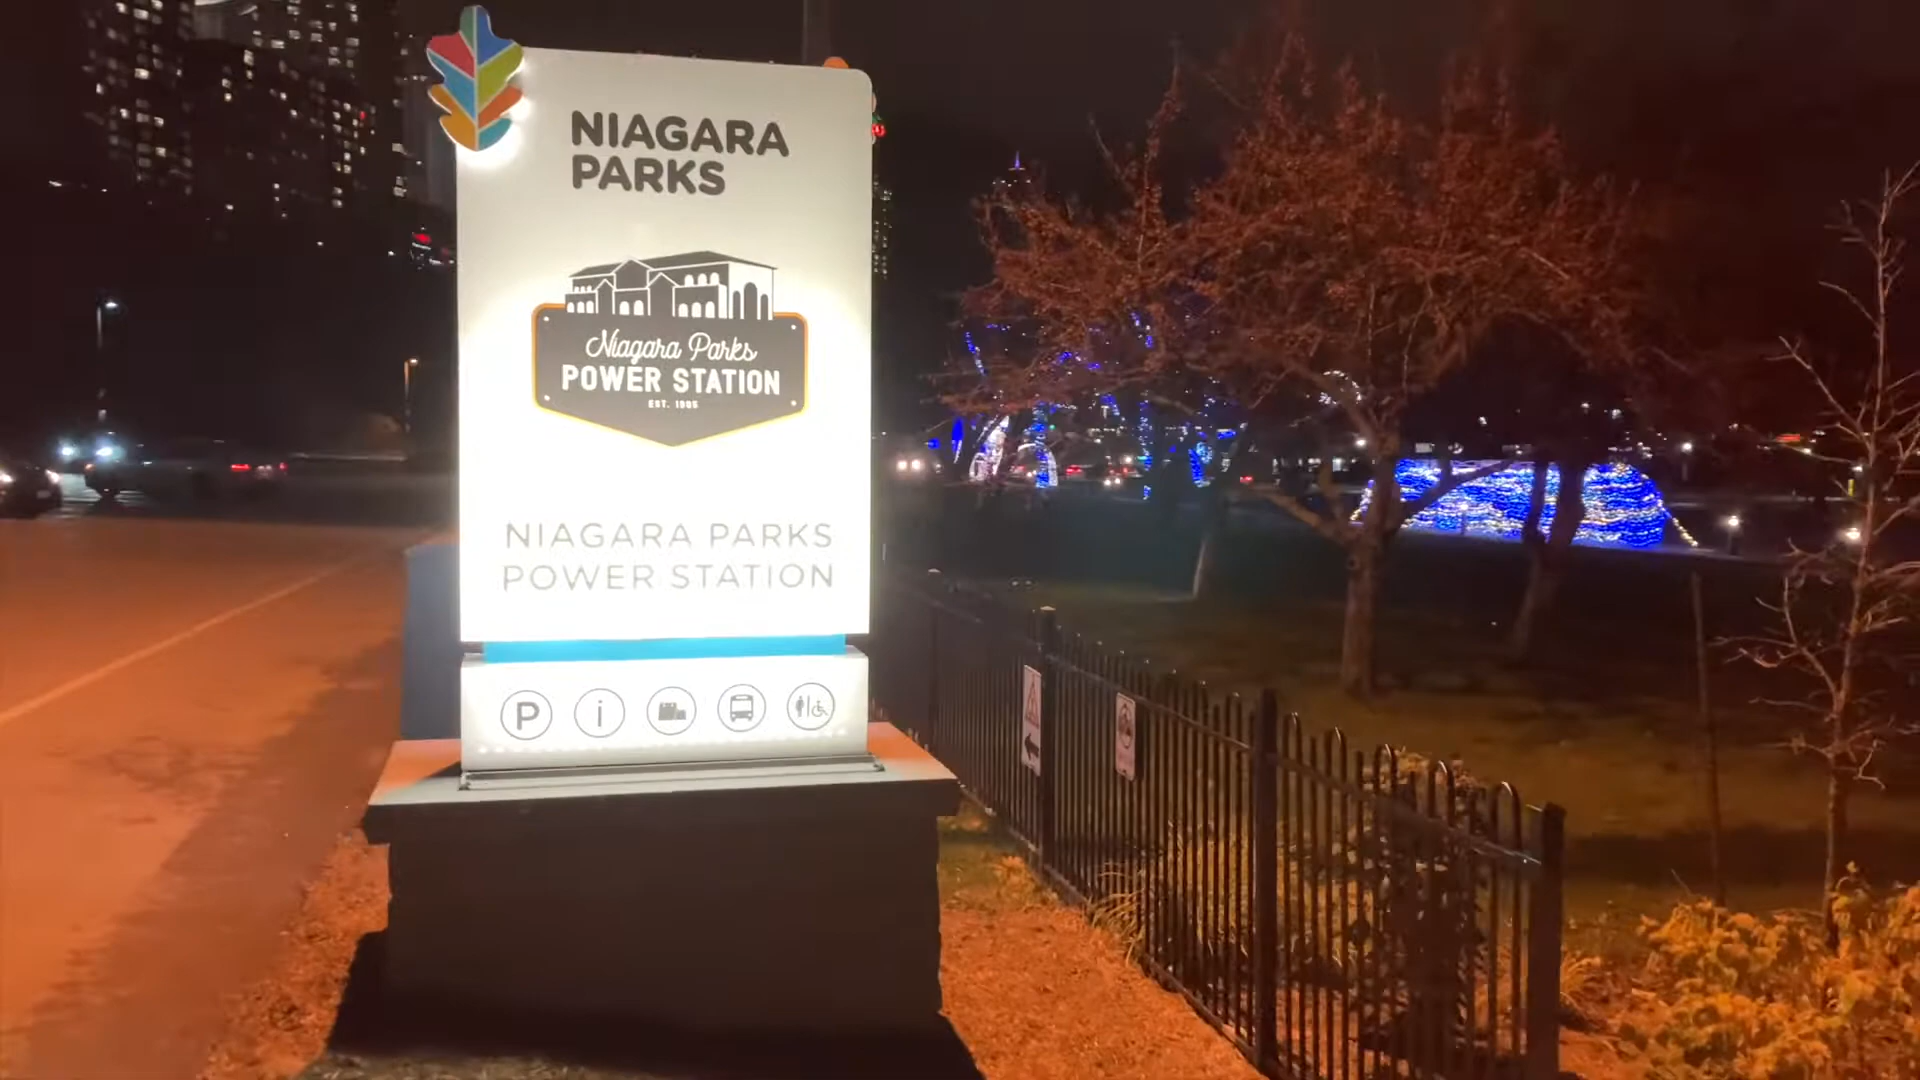 NIAGARA
PARKS
Niagara Parks
POWER STATION
EST. 1905
NIAGARA PARKS
POWER STATION
P
i